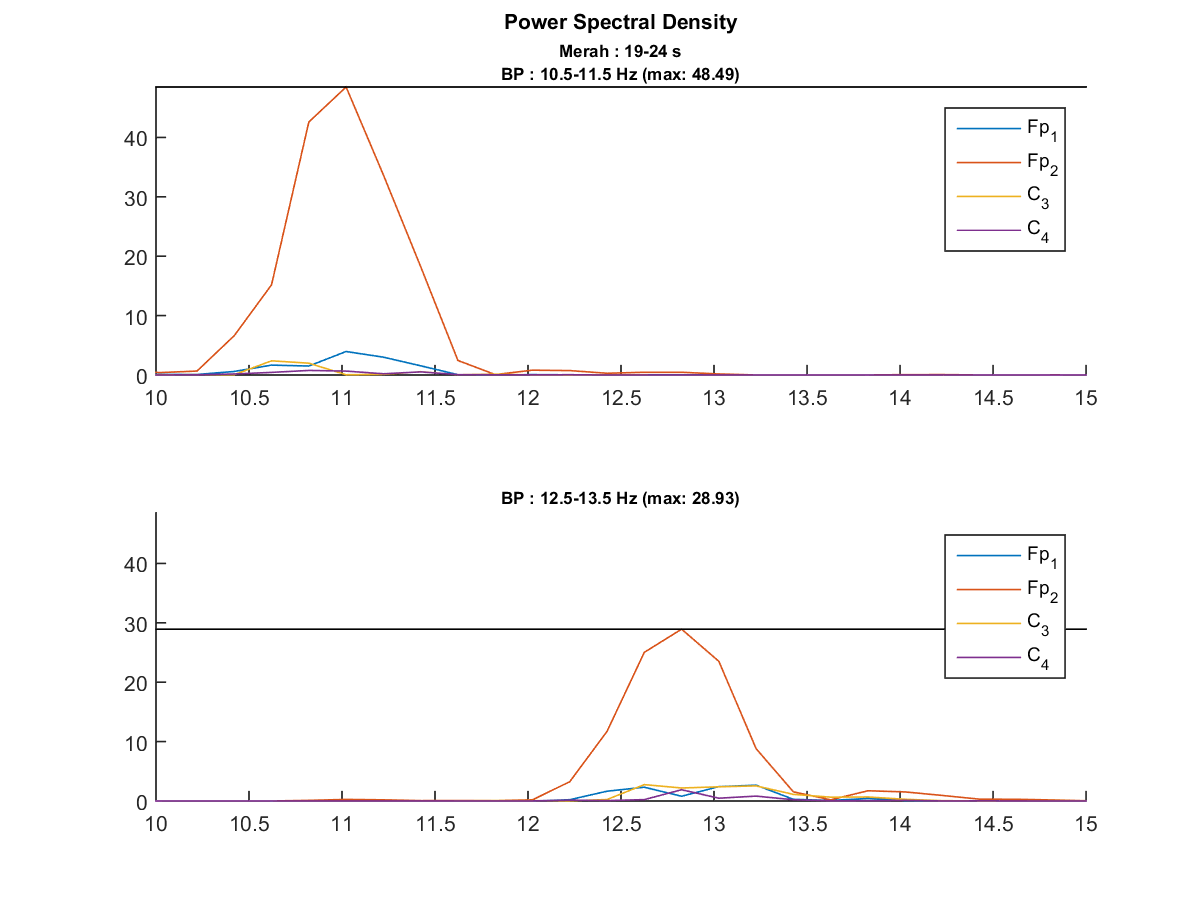 Power Spectral Density
Merah : 19-24 s
BP : 10.5-11.5 Hz (max: 48.49)
40
30
20
10
0
10 10.5 11 11.5 12 12.5 13 13.5 14 14.5 15
Fp1
Fp2
C3
C4
BP : 12.5-13.5 Hz (max: 28.93)
40
30
20
10
0
10 10.5 11 11.5 12 12.5 13 13.5 14 14.5 15
Fp1
Fp2
C3
C4